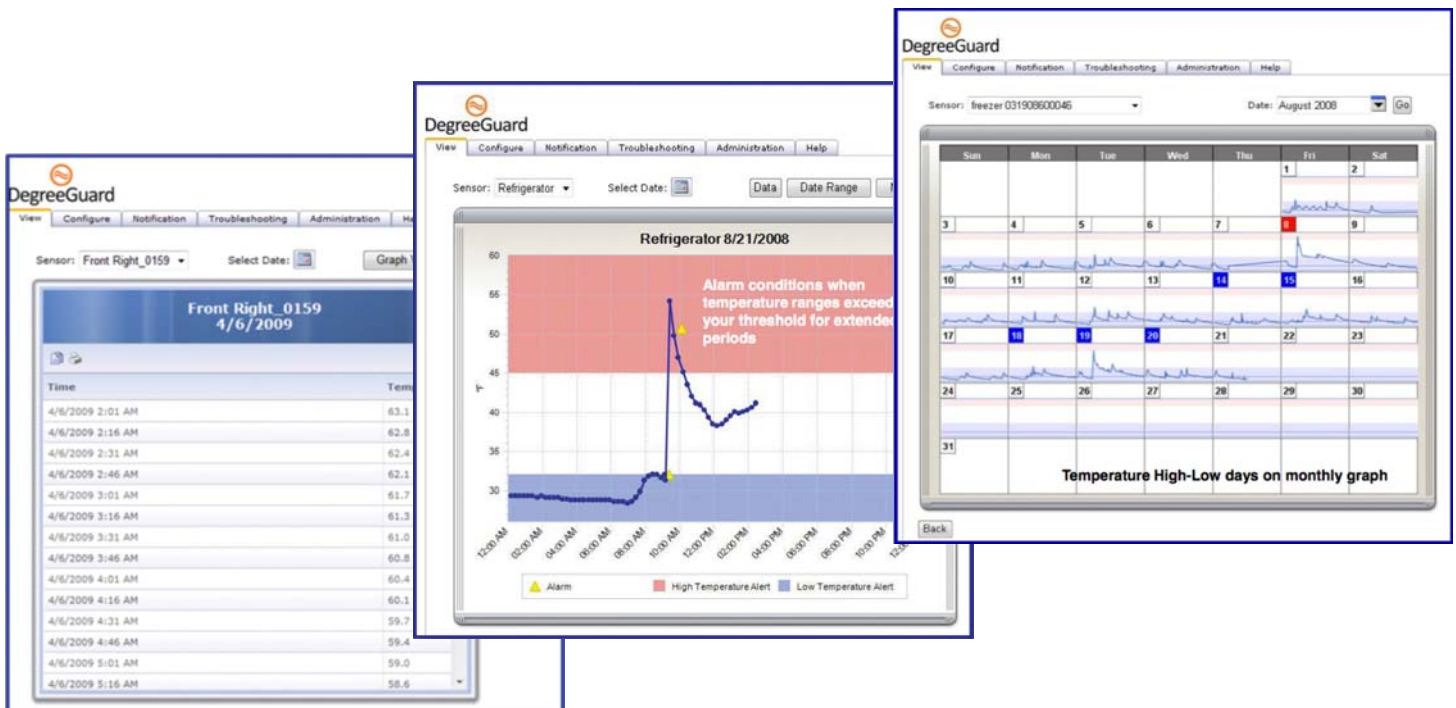 DegreeGuard
View Configure Notification Troubleshooting Administration
Sensor: Front Right_0159 Select Date: Graph
Front Right_0159
4/6/2009
Time
4/6/2009 2:01 AM 63.1
4/6/2009 2:16 AM 62.8
4/6/2009 2:31 AM 62.4
4/6/2009 2:46 AM 62.1
4/6/2009 3:01 AM 61.7
4/6/2009 3:16 AM 61.3
4/6/2009 3:31 AM 61.0
4/6/2009 3:46 AM 60.8
4/6/2009 4:01 AM 60.4
4/6/2009 4:16 AM 60.1
4/6/2009 4:31 AM 59.7
4/6/2009 4:46 AM 59.4
4/6/2009 5:01 AM 59.0
4/6/2009 5:16 AM 58.6
DegreeGuard
View Configure Notification Troubleshooting Administration Help
Sensor: Refrigerator Select Date: Data Date Range
Refrigerator 8/21/2008
Alarm conditions when
temperature ranges exceed
your threshold for extended
periods
60
55
50
45
°F
40
35
30
12:00 AM 02:00 AM 04:00 AM 06:00 AM 08:00 AM 10:00 AM 12:00 PM 02:00 PM 04:00 PM 06:00 PM 08:00 PM 10:00 PM
Alarm High Temperature Alert Low Temperature Alert
DegreeGuard
View Configure Notification Troubleshooting Administration Help
Sensor: freezer 031908600046 Date: August 2008 Go
Sun Mon Tue Wed Thu Fri Sat
1 2
3 4 5 6 7 8 9
10 11 12 13 14 15 16
17 18 19 20 21 22 23
24 25 26 27 28 29 30
31
Temperature High-Low days on monthly graph
Back